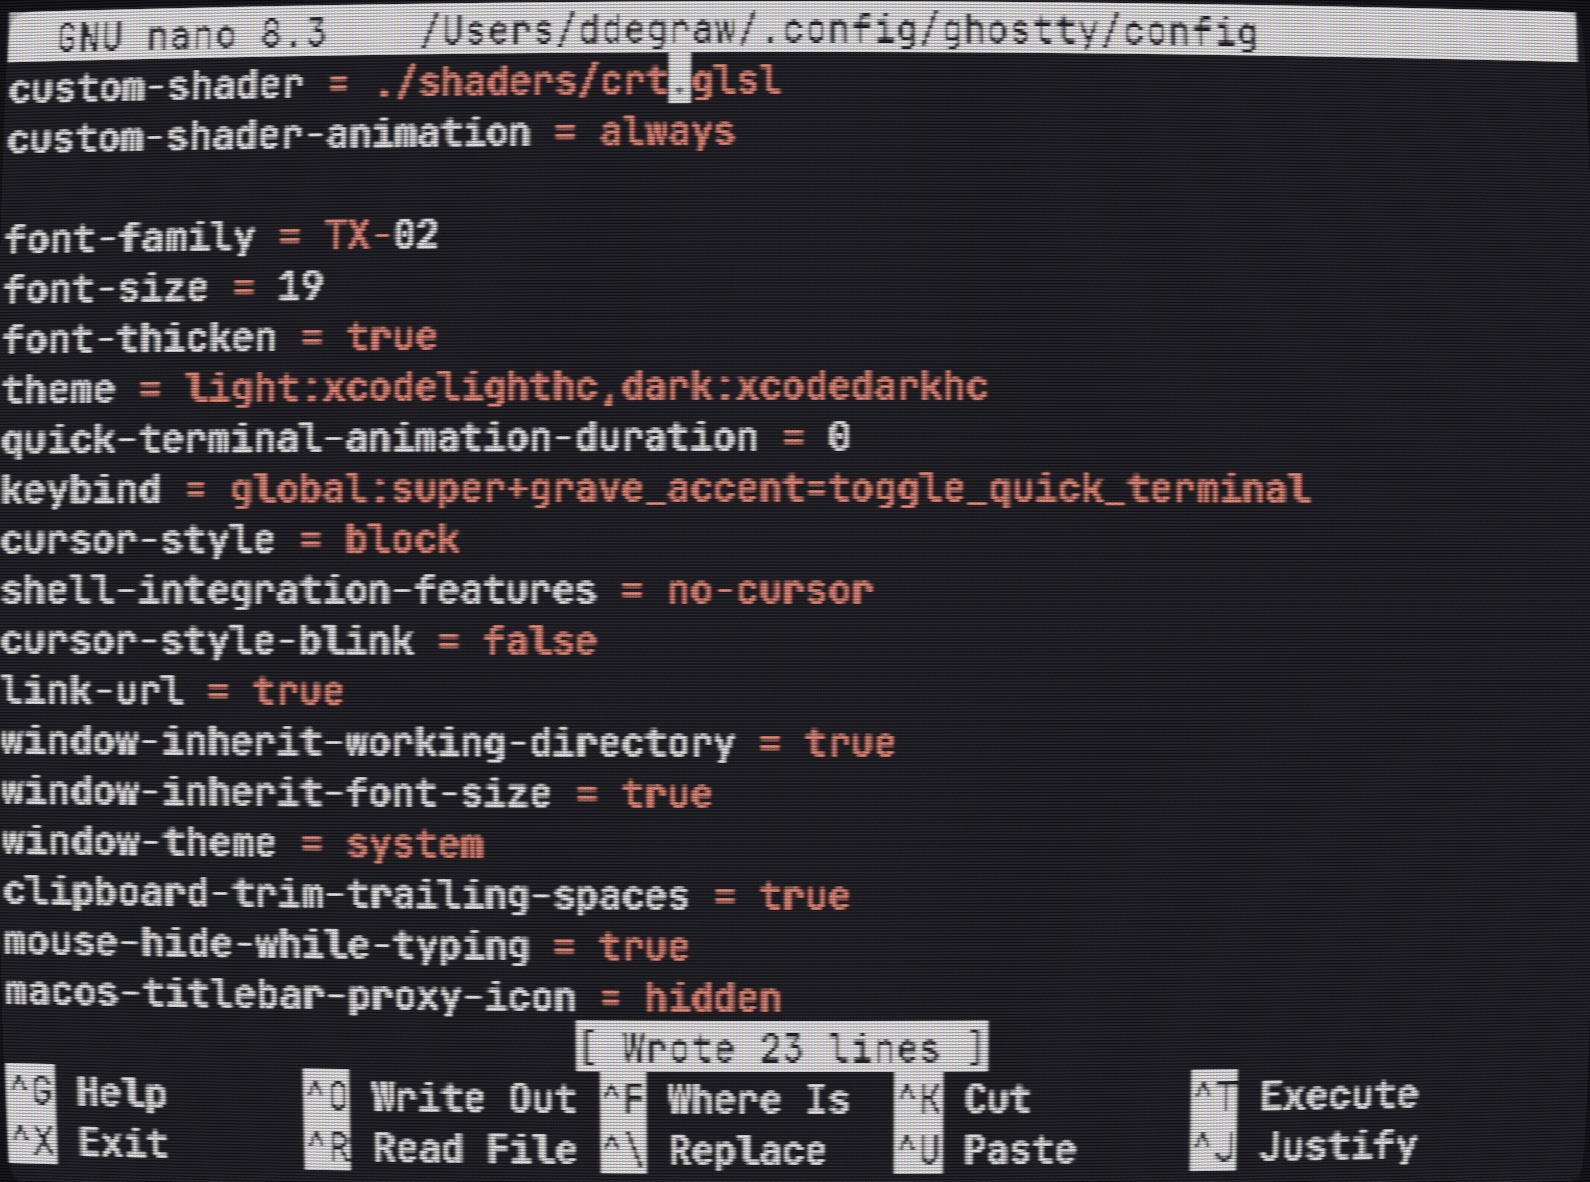 GNU nano 8.3    /Users/ddegraw/.config/ghostty/config
custom-shader = ./shaders/crt.glsl
custom-shader-animation = always
font-family = TX-02
font-size = 19
font-thicken = true
theme = light:xcodelighthc,dark:xcodedarkhc
quick-terminal-animation-duration = 0
keybind = global:super+grave_accent=toggle_quick_terminal
cursor-style = block
shell-integration-features = no-cursor
cursor-style-blink = false
link-url = true
window-inherit-working-directory = true
window-inherit-font-size = true
window-theme = system
clipboard-trim-trailing-spaces = true
mouse-hide-while-typing = true
macos-titlebar-proxy-icon = hidden
[ Wrote 23 lines ]
^G Help ^O Write Out ^F Where Is ^K Cut ^T Execute
^X Exit ^R Read File ^\ Replace ^U Paste ^J Justify